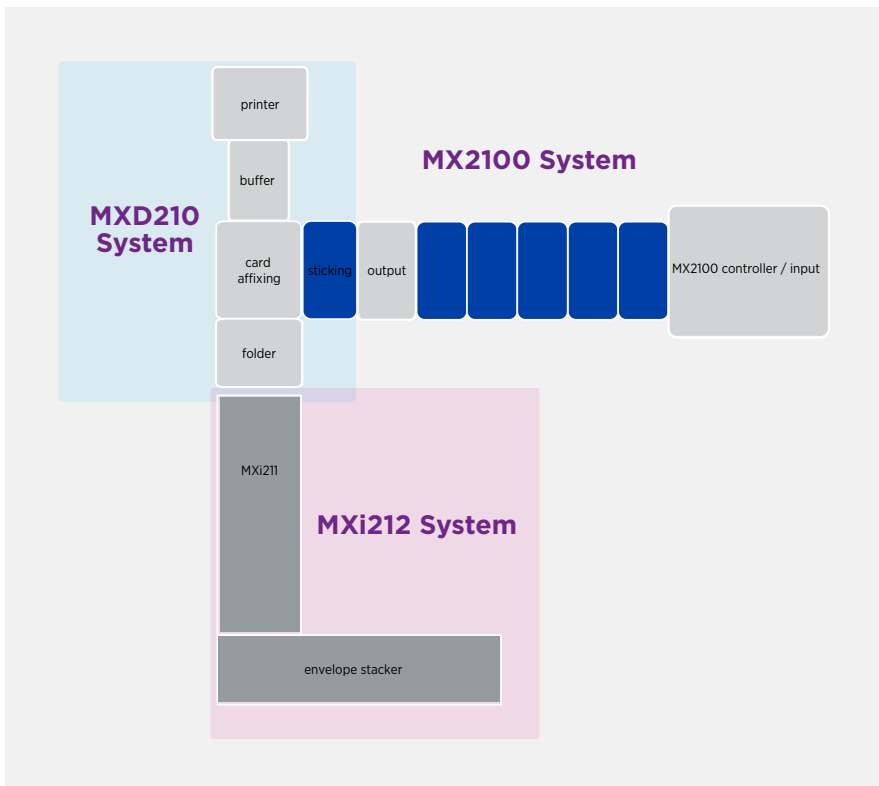 printer
MX2100 System
buffer
MXD210
System
card
affixing
sticking
output
MX2100 controller / input
folder
MXi211
MXi212 System
envelope stacker